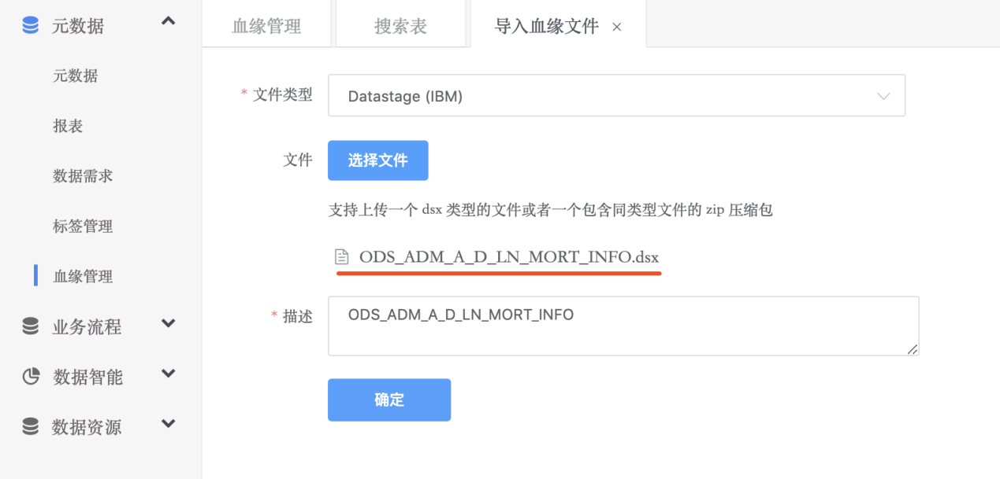 元数据
元数据
报表
数据需求
标签管理
血缘管理
业务流程
数据智能
数据资源
血缘管理
搜索表
导入血缘文件 ×
* 文件类型
Datastage (IBM)
文件
选择文件
支持上传一个 dsx 类型的文件或者一个包含同类型文件的 zip 压缩包
ODS_ADM_A_D_LN_MORT_INFO.dsx
* 描述
ODS_ADM_A_D_LN_MORT_INFO
确定